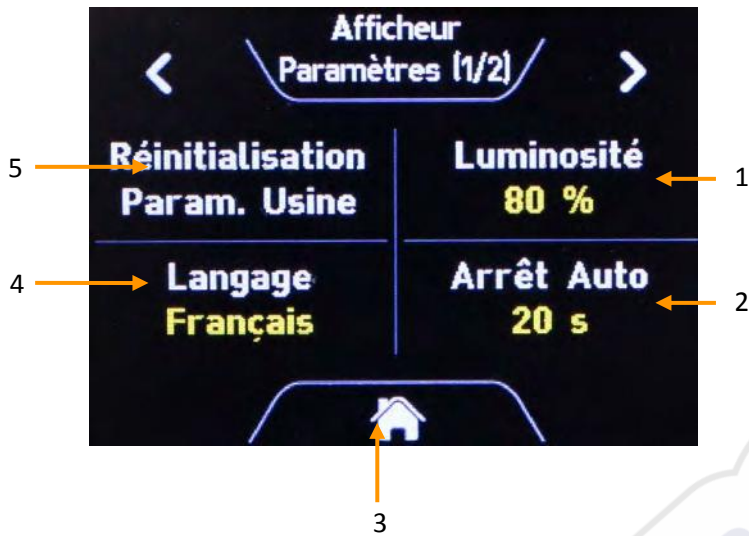 Afficheur
Paramètres (1/2)
5
Réinitialisation
Param. Usine
Luminosité
80 %
1
4
Langage
Français
Arrêt Auto
20 s
2
3